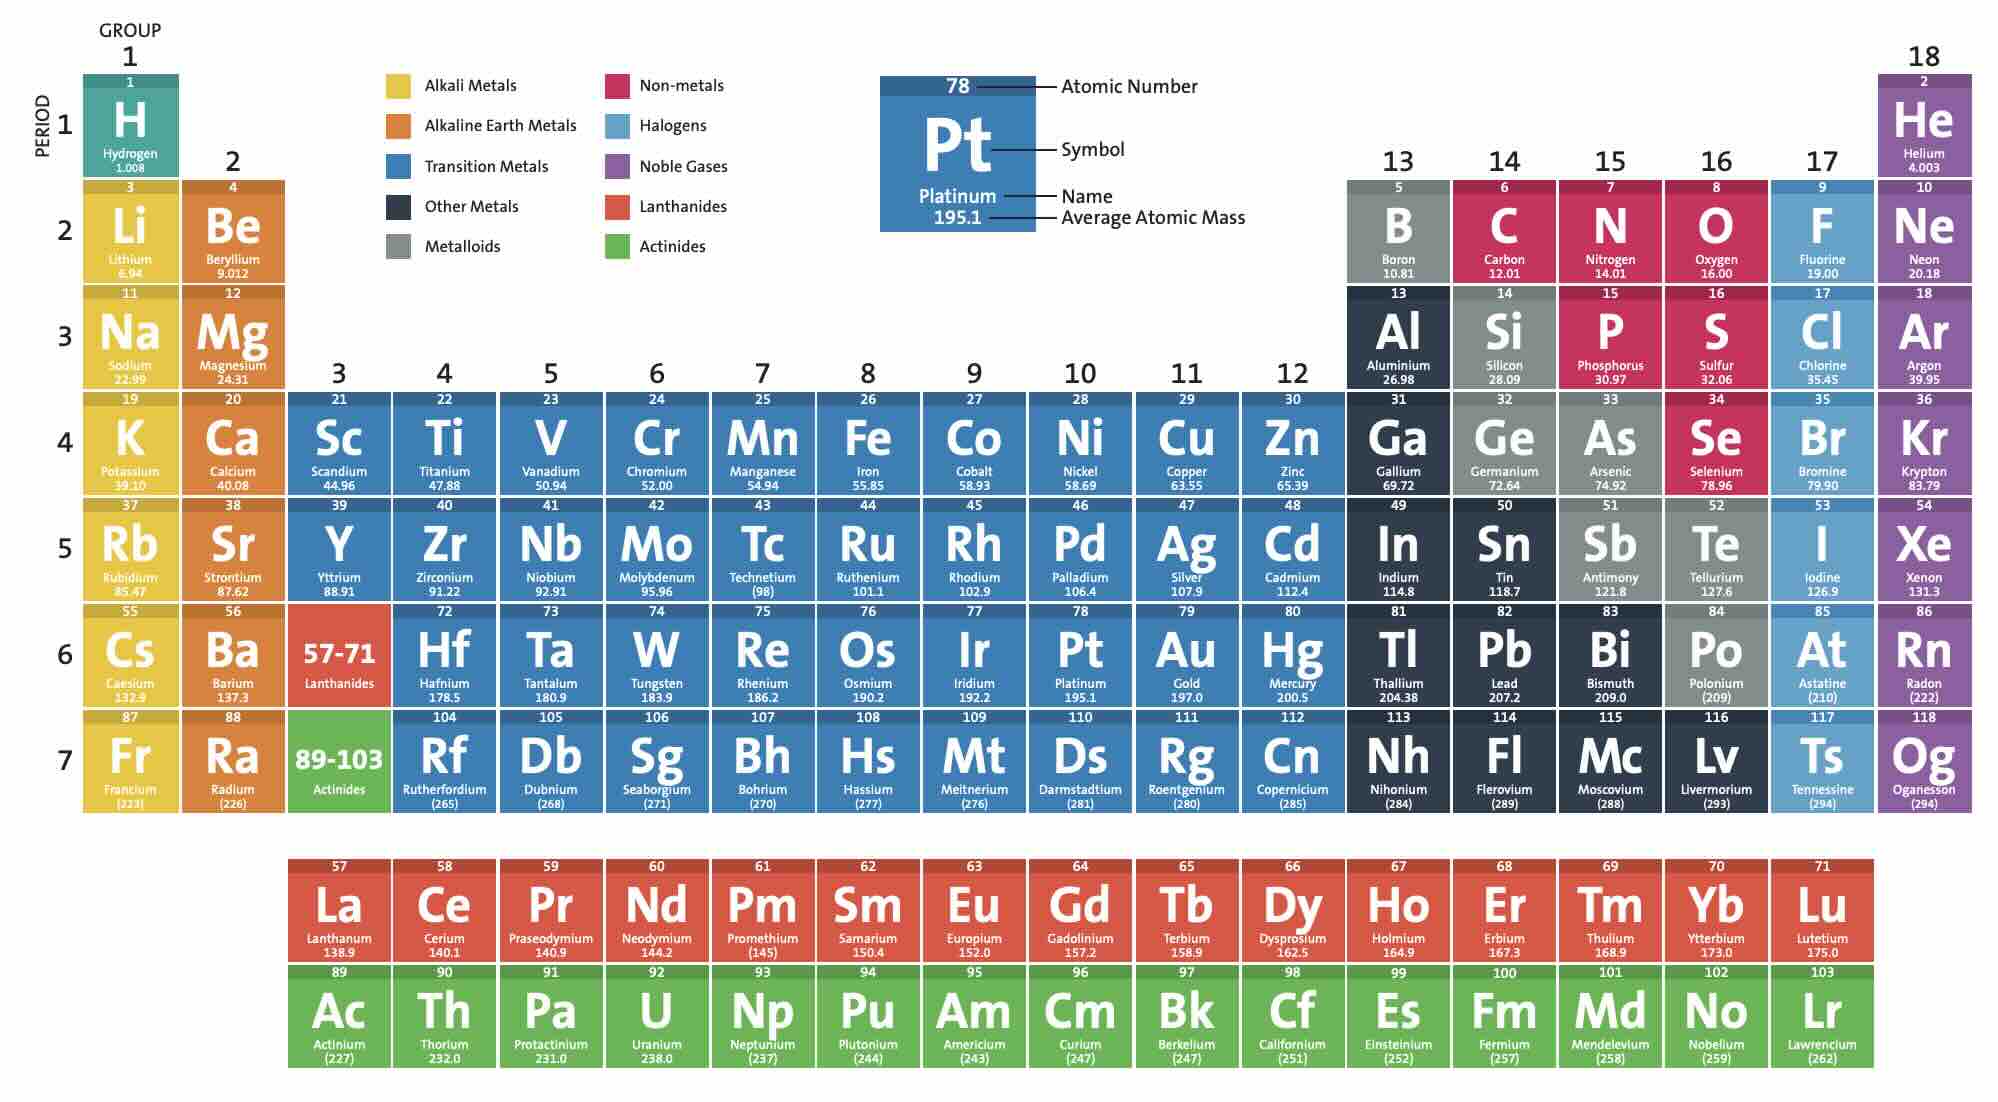 GROUP
1
18
PERIOD
1
1
H
Hydrogen
1.008
2
Alkali Metals
Alkaline Earth Metals
Transition Metals
Other Metals
Metalloids
Non-metals
Halogens
Noble Gases
Lanthanides
Actinides
78
Pt
Platinum
195.1
Atomic Number
Symbol
Name
Average Atomic Mass
13
14
15
16
17
2
He
Helium
4.003
2
3
Li
Lithium
6.94
4
Be
Beryllium
9.012
5
B
Boron
10.81
6
C
Carbon
12.01
7
N
Nitrogen
14.01
8
O
Oxygen
16.00
9
F
Fluorine
19.00
10
Ne
Neon
20.18
3
11
Na
Sodium
22.99
12
Mg
Magnesium
24.31
3
4
5
6
7
8
9
10
11
12
13
Al
Aluminium
26.98
14
Si
Silicon
28.09
15
P
Phosphorus
30.97
16
S
Sulfur
32.06
17
Cl
Chlorine
35.45
18
Ar
Argon
39.95
4
19
K
Potassium
39.10
20
Ca
Calcium
40.08
21
Sc
Scandium
44.96
22
Ti
Titanium
47.88
23
V
Vanadium
50.94
24
Cr
Chromium
52.00
25
Mn
Manganese
54.94
26
Fe
Iron
55.85
27
Co
Cobalt
58.93
28
Ni
Nickel
58.69
29
Cu
Copper
63.55
30
Zn
Zinc
65.39
31
Ga
Gallium
69.72
32
Ge
Germanium
72.64
33
As
Arsenic
74.92
34
Se
Selenium
78.96
35
Br
Bromine
79.90
36
Kr
Krypton
83.79
5
37
Rb
Rubidium
85.47
38
Sr
Strontium
87.62
39
Y
Yttrium
88.91
40
Zr
Zirconium
91.22
41
Nb
Niobium
92.91
42
Mo
Molybdenum
95.96
43
Tc
Technetium
(98)
44
Ru
Ruthenium
101.1
45
Rh
Rhodium
102.9
46
Pd
Palladium
106.4
47
Ag
Silver
107.9
48
Cd
Cadmium
112.4
49
In
Indium
114.8
50
Sn
Tin
118.7
51
Sb
Antimony
121.8
52
Te
Tellurium
127.6
53
I
Iodine
126.9
54
Xe
Xenon
131.3
6
55
Cs
Caesium
132.9
56
Ba
Barium
137.3
57-71
Lanthanides
72
Hf
Hafnium
178.5
73
Ta
Tantalum
180.9
74
W
Tungsten
183.9
75
Re
Rhenium
186.2
76
Os
Osmium
190.2
77
Ir
Iridium
192.2
78
Pt
Platinum
195.1
79
Au
Gold
197.0
80
Hg
Mercury
200.5
81
Tl
Thallium
204.38
82
Pb
Lead
207.2
83
Bi
Bismuth
209.0
84
Po
Polonium
(209)
85
At
Astatine
(210)
86
Rn
Radon
(222)
7
87
Fr
Francium
(223)
88
Ra
Radium
(226)
89-103
Actinides
104
Rf
Rutherfordium
(265)
105
Db
Dubnium
(268)
106
Sg
Seaborgium
(271)
107
Bh
Bohrium
(270)
108
Hs
Hassium
(277)
109
Mt
Meitnerium
(276)
110
Ds
Darmstadtium
(281)
111
Rg
Roentgenium
(280)
112
Cn
Copernicium
(285)
113
Nh
Nihonium
(284)
114
Fl
Flerovium
(289)
115
Mc
Moscovium
(288)
116
Lv
Livermorium
(293)
117
Ts
Tennessine
(294)
118
Og
Oganesson
(294)
57
La
Lanthanum
138.9
58
Ce
Cerium
140.1
59
Pr
Praseodymium
140.9
60
Nd
Neodymium
144.2
61
Pm
Promethium
(145)
62
Sm
Samarium
150.4
63
Eu
Europium
152.0
64
Gd
Gadolinium
157.2
65
Tb
Terbium
158.9
66
Dy
Dysprosium
162.5
67
Ho
Holmium
164.9
68
Er
Erbium
167.3
69
Tm
Thulium
168.9
70
Yb
Ytterbium
173.0
71
Lu
Lutetium
175.0
89
Ac
Actinium
(227)
90
Th
Thorium
232.0
91
Pa
Protactinium
231.0
92
U
Uranium
238.0
93
Np
Neptunium
(237)
94
Pu
Plutonium
(244)
95
Am
Americium
(243)
96
Cm
Curium
(247)
97
Bk
Berkelium
(247)
98
Cf
Californium
(251)
99
Es
Einsteinium
(252)
100
Fm
Fermium
(257)
101
Md
Mendelevium
(258)
102
No
Nobelium
(259)
103
Lr
Lawrencium
(262)